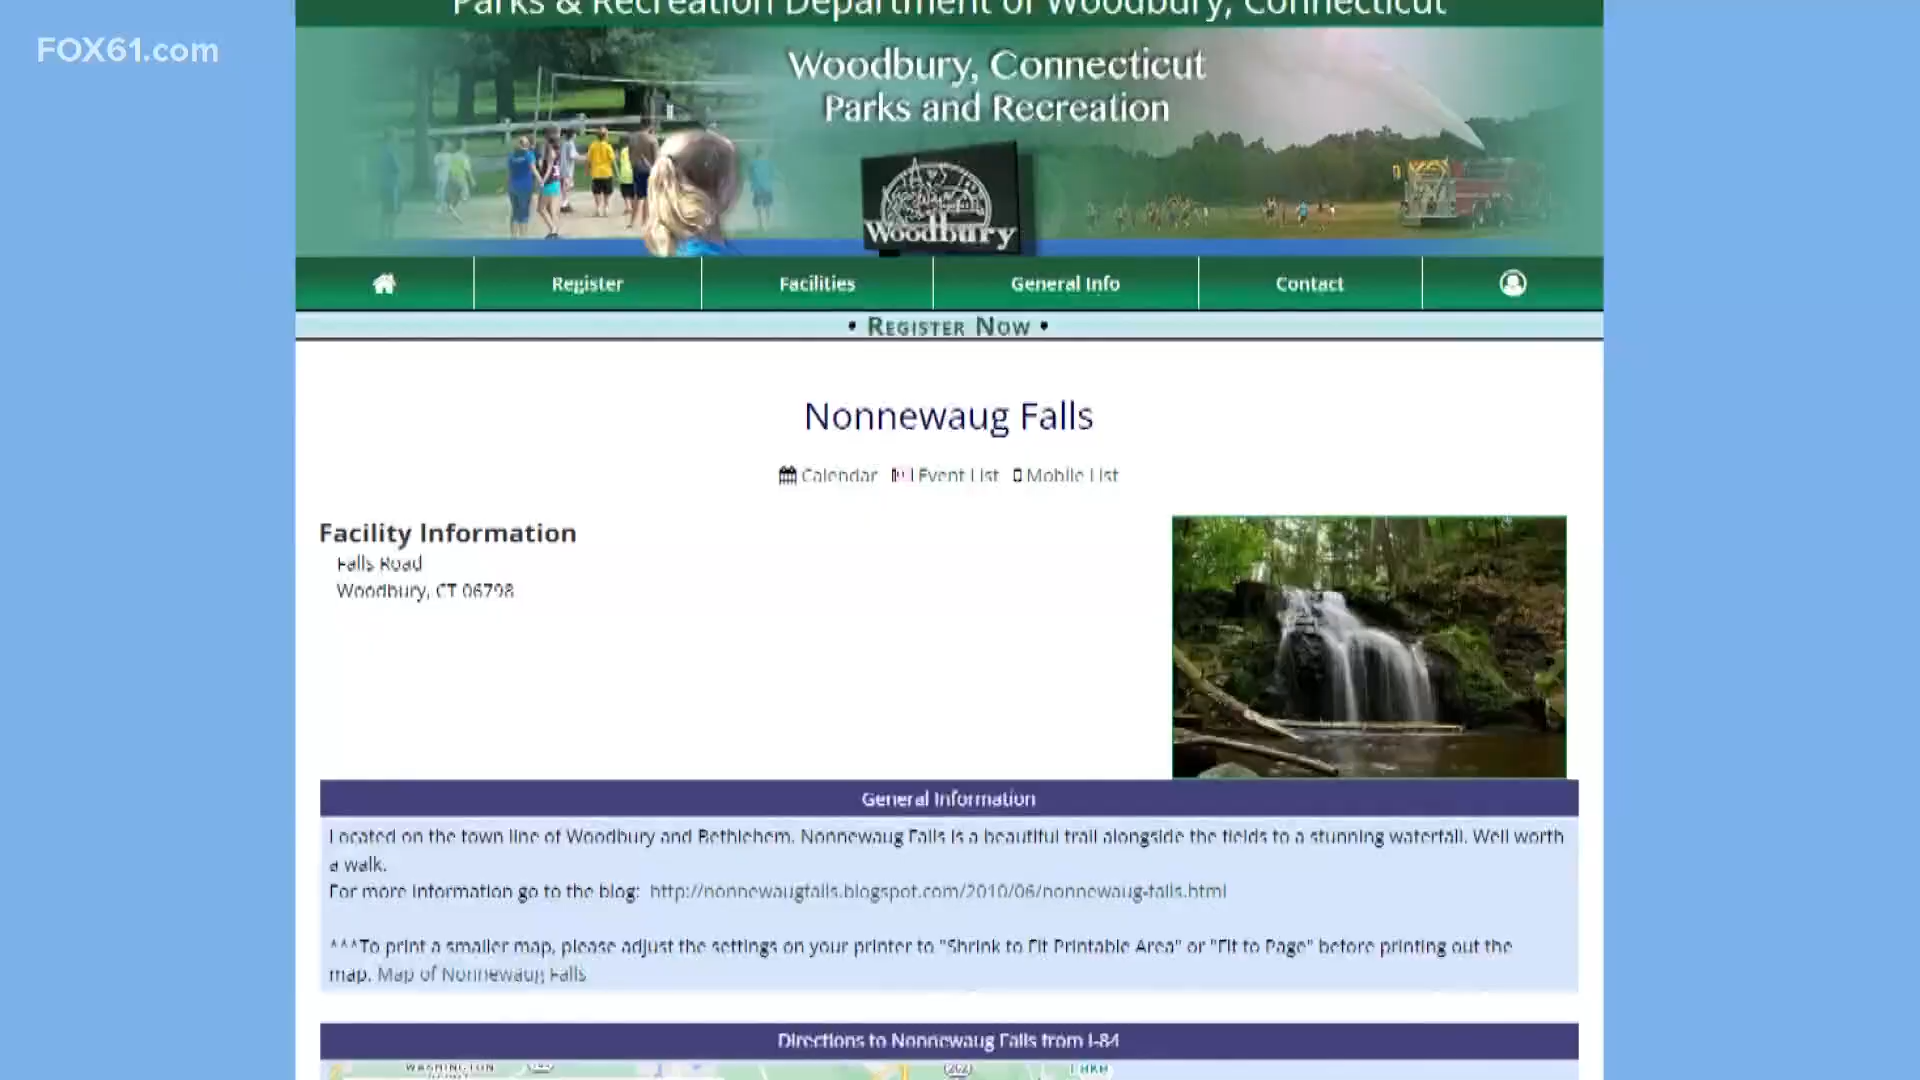 Parks & Recreation Department of Woodbury, Connecticut
FOX61.com
Woodbury, Connecticut
Parks and Recreation
Woodbury
Register
Facilities
General Info
Contact
• Register Now •
Nonnewaug Falls
Calendar
Event List
Mobile List
Facility Information
Falls Road
Woodbury, CT 06798
General Information
Located on the town line of Woodbury and Bethlehem. Nonnewaug Falls is a beautiful trail alongside the fields to a stunning waterfall. Well worth
a walk.
For more information go to the blog: http://nonnewaugfalls.blogspot.com/2010/06/nonnewaug-falls.html
***To print a smaller map, please adjust the settings on your printer to "Shrink to Fit Printable Area" or "Fit to Page" before printing out the
map. Map of Nonnewaug Falls
Directions to Nonnewaug Falls from I-84
WASHINGTON
202